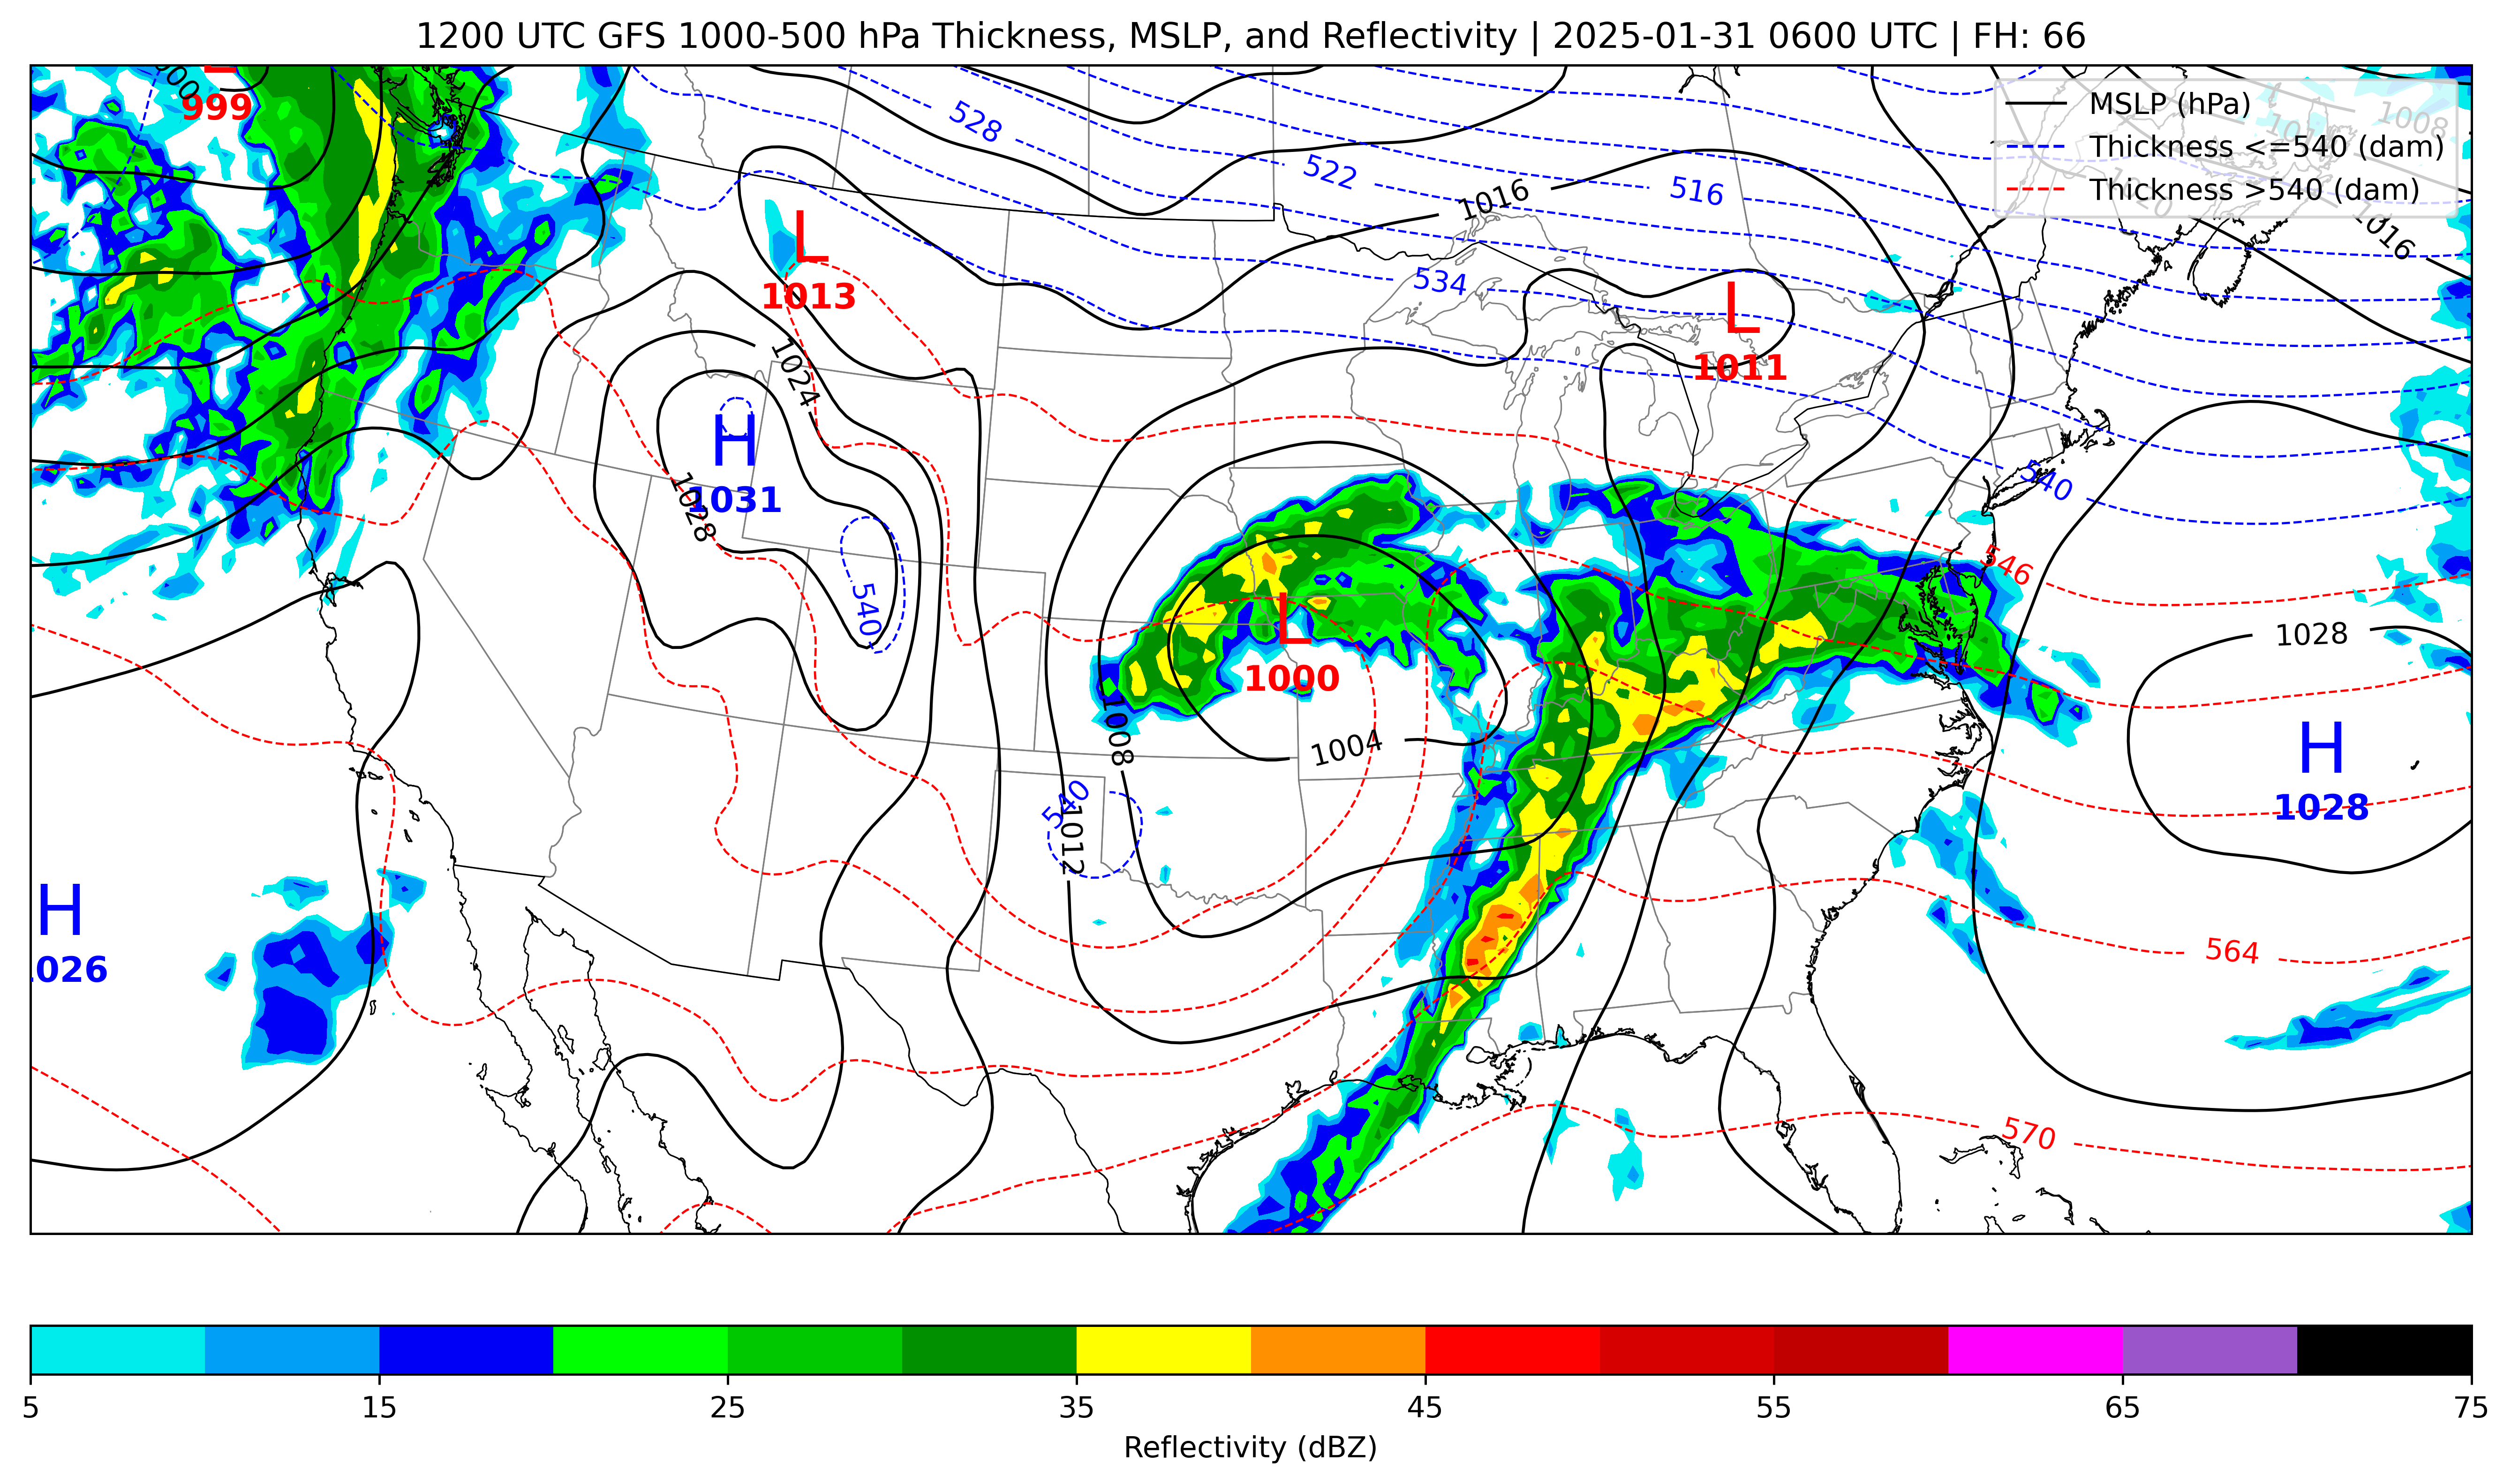 1200 UTC GFS 1000-500 hPa Thickness, MSLP, and Reflectivity | 2025-01-31 0600 UTC | FH: 66
L
999
MSLP (hPa)
Thickness <=540 (dam)
Thickness >540 (dam)
1008
528
522
516
1016
1016
534
L
1013
L
1011
1024
H
1031
1028
540
546
540
L
1000
1028
1008
1004
H
1028
540
1012
H
1026
564
570
5
15
25
35
45
55
65
75
Reflectivity (dBZ)